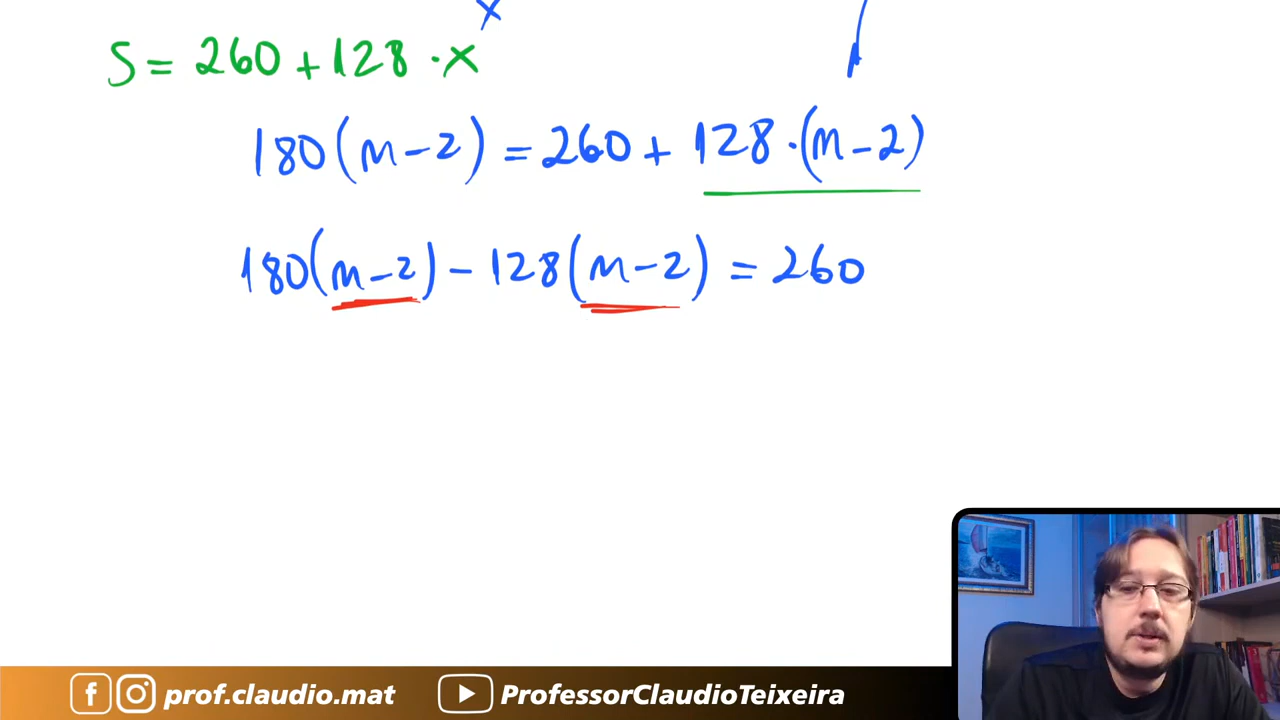 x
S = 260 + 128 · x
180(n-2) = 260 + 128 · (n-2)
180(n-2) - 128(n-2) = 260
prof.claudio.mat ProfessorClaudioTeixeira